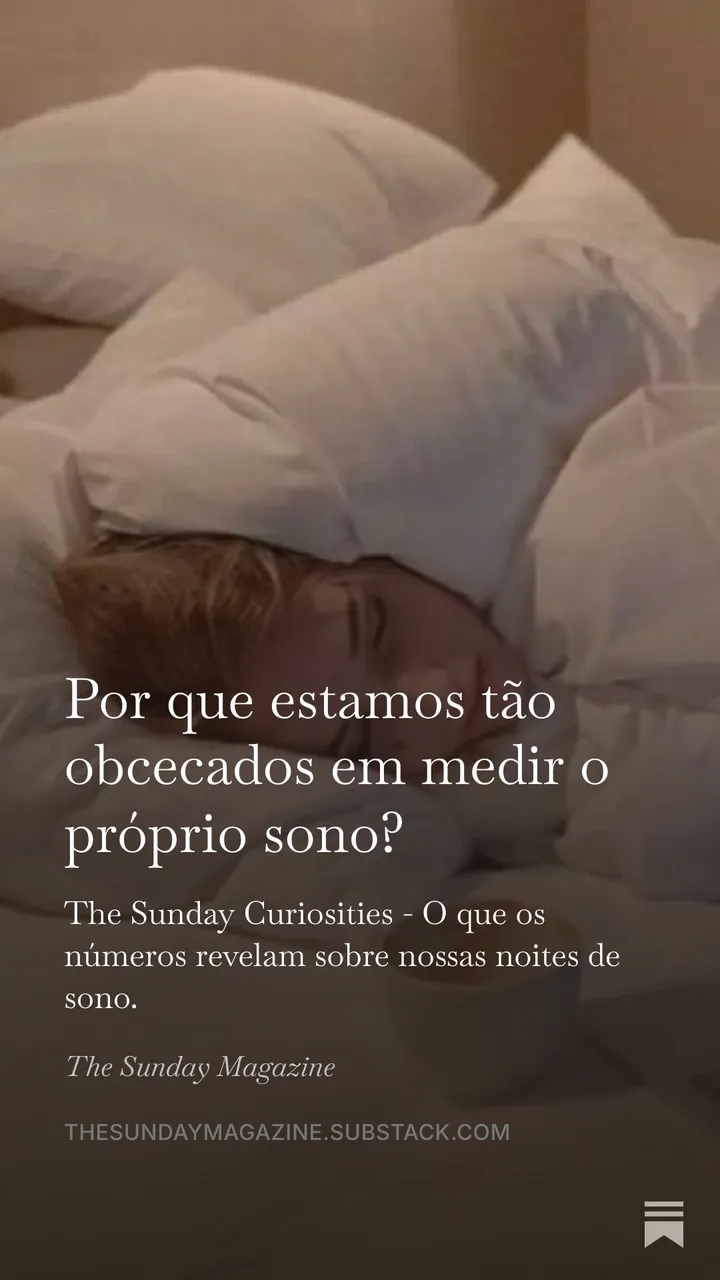 Por que estamos tão
obcecados em medir o
próprio sono?
The Sunday Curiosities - O que os
números revelam sobre nossas noites de
sono.
The Sunday Magazine
THESUNDAYMAGAZINE.SUBSTACK.COM